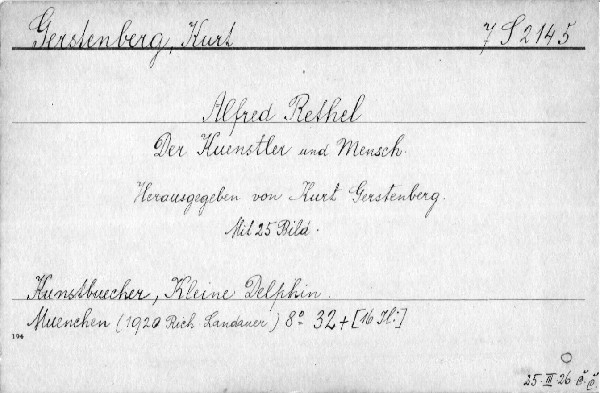 Gerstenberg, Kurt 7 S 2145
Alfred Rethel
Der Kuenstler und Mensch.
Herausgegeben von Kurt Gerstenberg.
Mit 25 Bild.
Kunstbuecher, Kleine Delphin.
Muenchen (1920 Rich Landauer) 8° 32+[16 Tl:]
194
25. III 26 č. č.